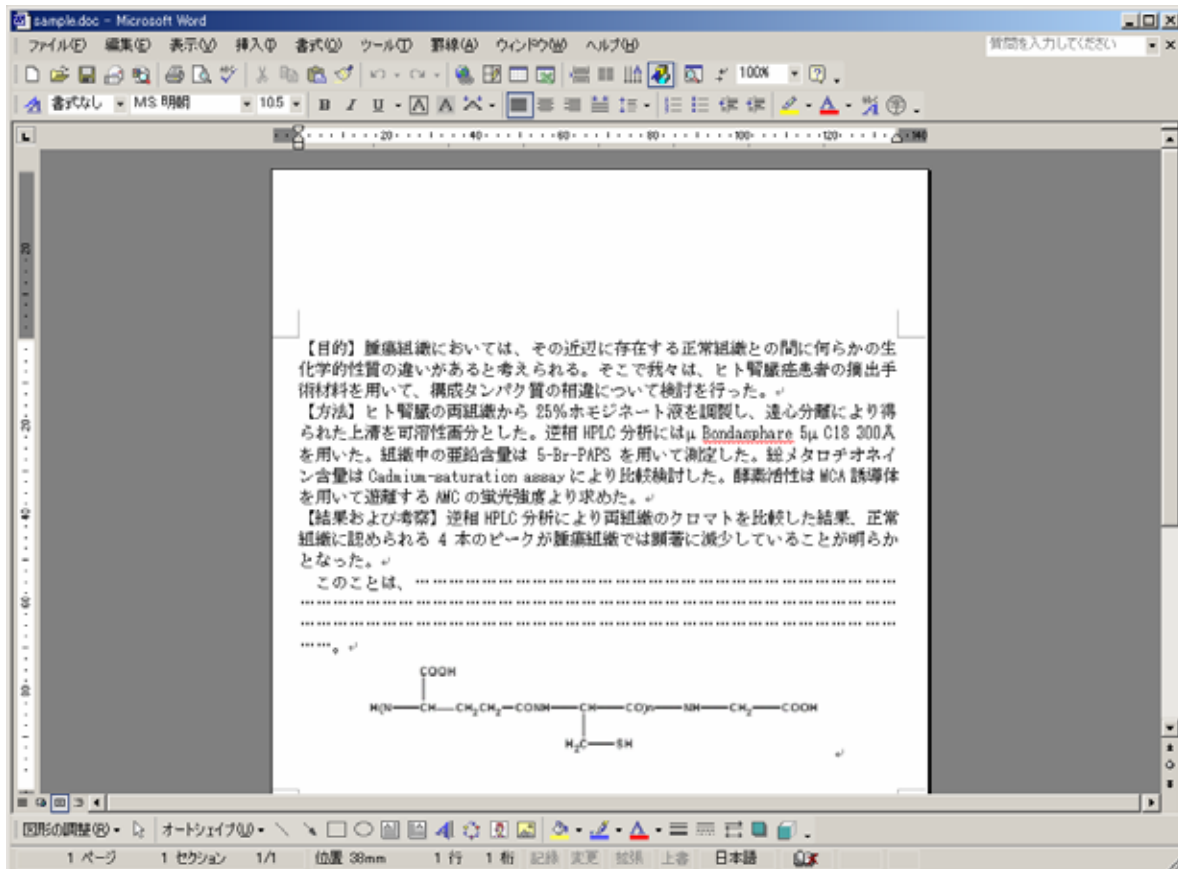 sample.doc - Microsoft Word
ファイル(F) 編集(E) 表示(V) 挿入(I) 書式(O) ツール(T) 罫線(A) ウィンドウ(W) ヘルプ(H) 質問を入力してください
100%
書式なし MS 明朝 10.5 B I U A A A
20 40 60 80 100 120 140
【目的】腫瘍組織においては、その近辺に存在する正常組織との間に何らかの生
化学的性質の違いがあると考えられる。そこで我々は、ヒト腎臓癌患者の摘出手
術材料を用いて、構成タンパク質の相違について検討を行った。
【方法】ヒト腎臓の両組織から 25%ホモジネート液を調製し、遠心分離により得
られた上清を可溶性画分とした。逆相 HPLC 分析にはμ Bondasphare 5μ C18 300Å
を用いた。組織中の亜鉛含量は 5-Br-PAPS を用いて測定した。総メタロチオネイ
ン含量は Cadmium-saturation assay により比較検討した。酵素活性は MCA 誘導体
を用いて遊離する AMC の蛍光強度より求めた。
【結果および考察】逆相 HPLC 分析により両組織のクロマトを比較した結果、正常
組織に認められる 4 本のピークが腫瘍組織では顕著に減少していることが明らか
となった。
このことは、………………………………………………………………
………………………………………………………………………………
………………………………………………………………………………
……。
COOH
H(N—CH—CH₂CH₂—CONH—CH—CO)n—NH—CH₂—COOH
H₂C—SH
図形の調整(R) オートシェイプ(U) A A
1 ページ 1 セクション 1/1 位置 38mm 1 行 1 桁 記録 変更 拡張 上書 日本語